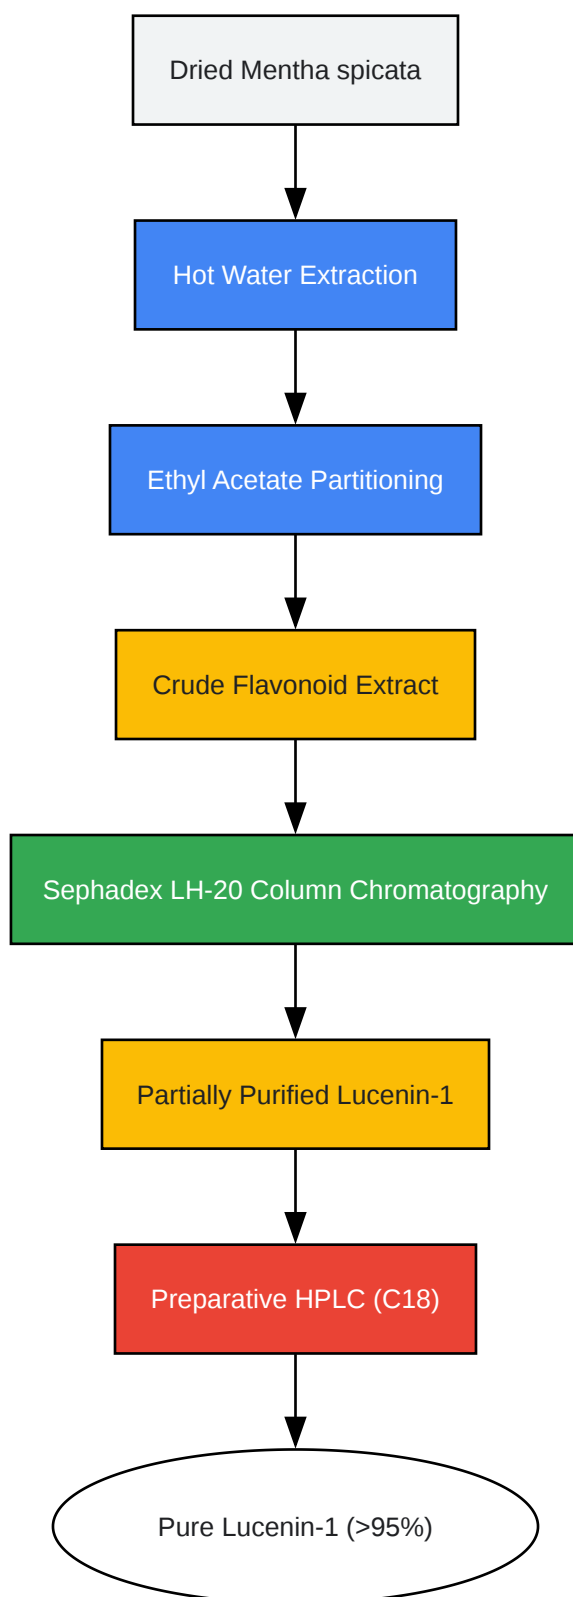 Dried Mentha spicata
Hot Water Extraction
Ethyl Acetate Partitioning
Crude Flavonoid Extract
Sephadex LH-20 Column Chromatography
Partially Purified Lucenin-1
Preparative HPLC (C18)
Pure Lucenin-1 (>95%)